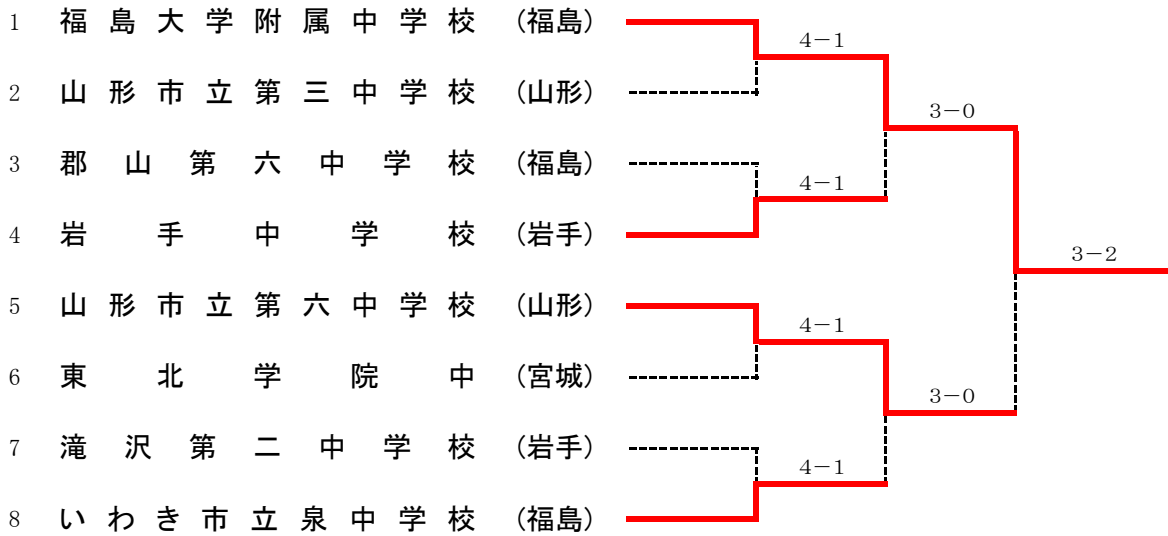 1 福島大学附属中学校 (福島)
4-1
2 山形市立第三中学校 (山形)
3-0
3 郡山第六中学校 (福島)
4-1
4 岩手中学校 (岩手)
3-2
5 山形市立第六中学校 (山形)
4-1
6 東北学院中 (宮城)
3-0
7 滝沢第二中学校 (岩手)
4-1
8 いわき市立泉中学校 (福島)